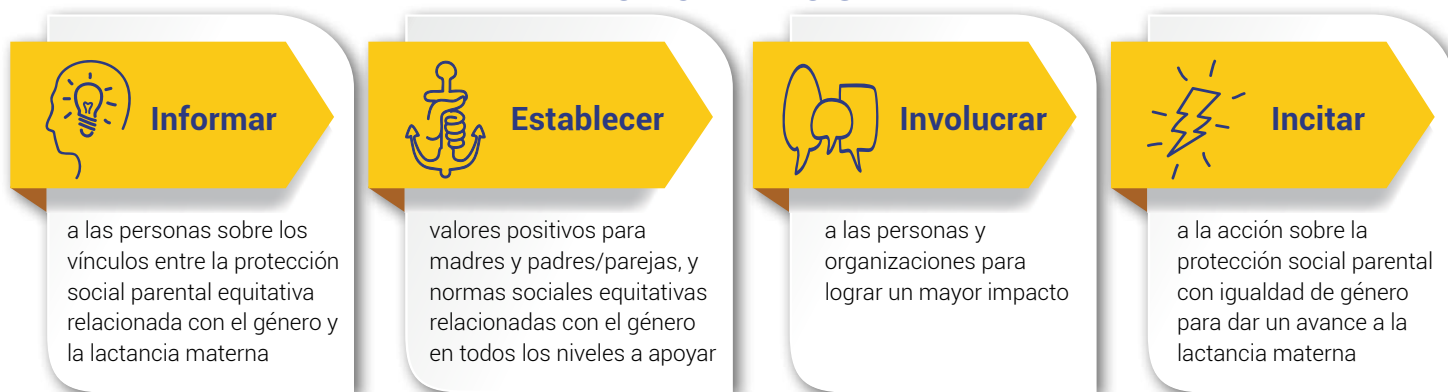 Informar
a las personas sobre los
vínculos entre la protección
social parental equitativa
relacionada con el género y
la lactancia materna
Establecer
valores positivos para
madres y padres/parejas, y
normas sociales equitativas
relacionadas con el género
en todos los niveles a apoyar
Involucrar
a las personas y
organizaciones para
lograr un mayor impacto
Incitar
a la acción sobre la
protección social parental
con igualdad de género
para dar un avance a la
lactancia materna